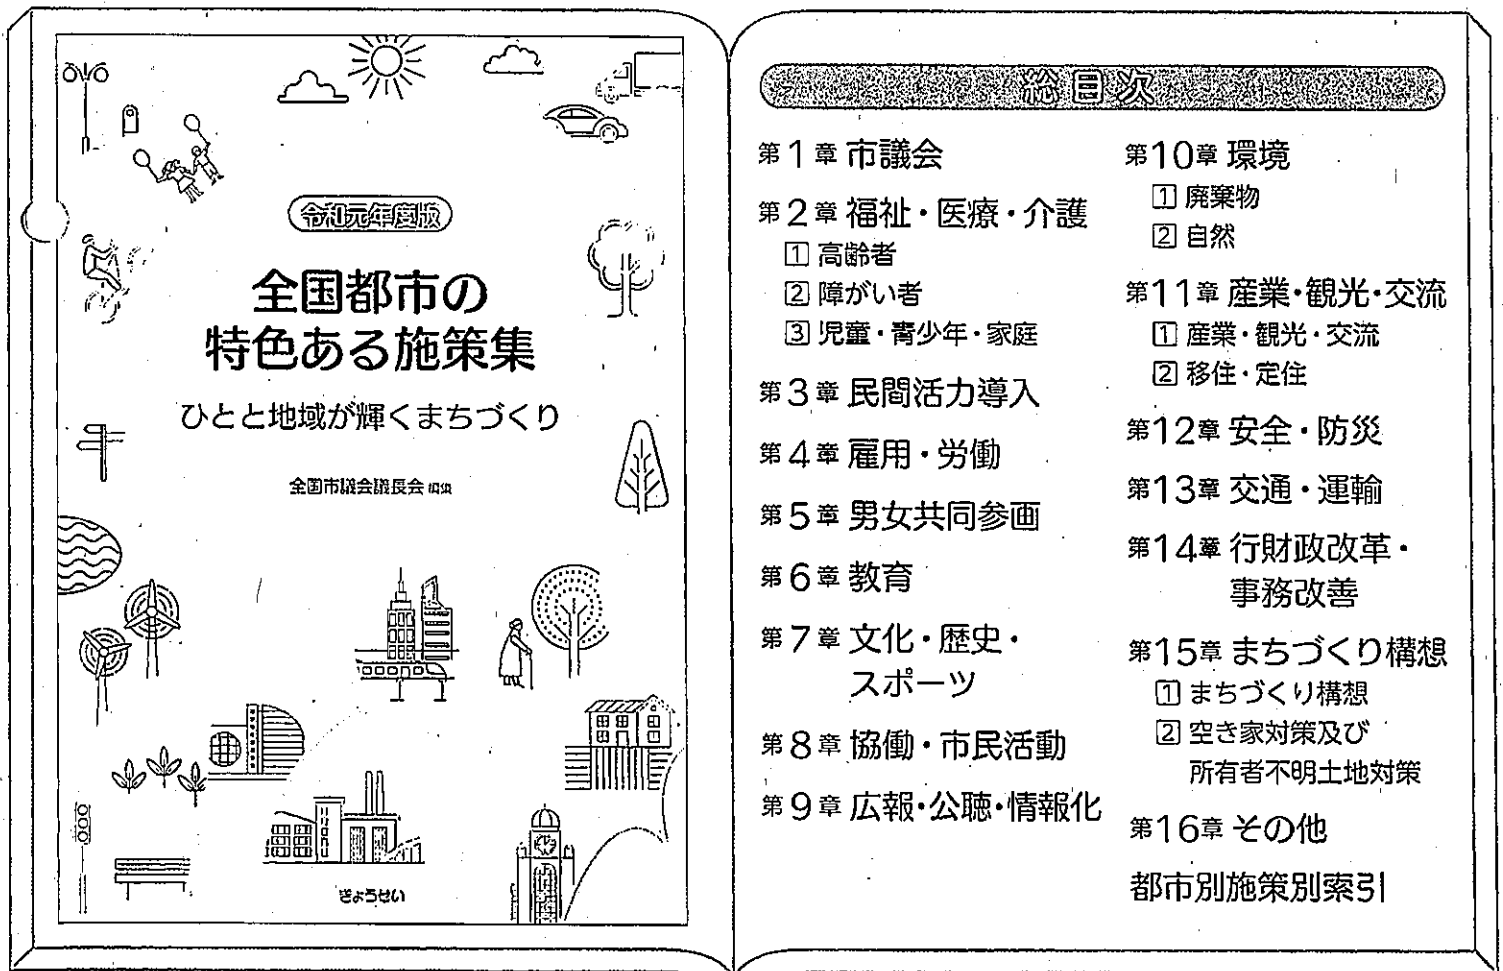 令和元年度版
全国都市の
特色ある施策集
ひとと地域が輝くまちづくり
全国市議会議長会 編集
ぎょうせい
総目次
第1章 市議会
第2章 福祉・医療・介護
1 高齢者
2 障がい者
3 児童・青少年・家庭
第3章 民間活力導入
第4章 雇用・労働
第5章 男女共同参画
第6章 教育
第7章 文化・歴史・
スポーツ
第8章 協働・市民活動
第9章 広報・公聴・情報化
第10章 環境
1 廃棄物
2 自然
第11章 産業・観光・交流
1 産業・観光・交流
2 移住・定住
第12章 安全・防災
第13章 交通・運輸
第14章 行財政改革・
事務改善
第15章 まちづくり構想
1 まちづくり構想
2 空き家対策及び
所有者不明土地対策
第16章 その他
都市別施策別索引